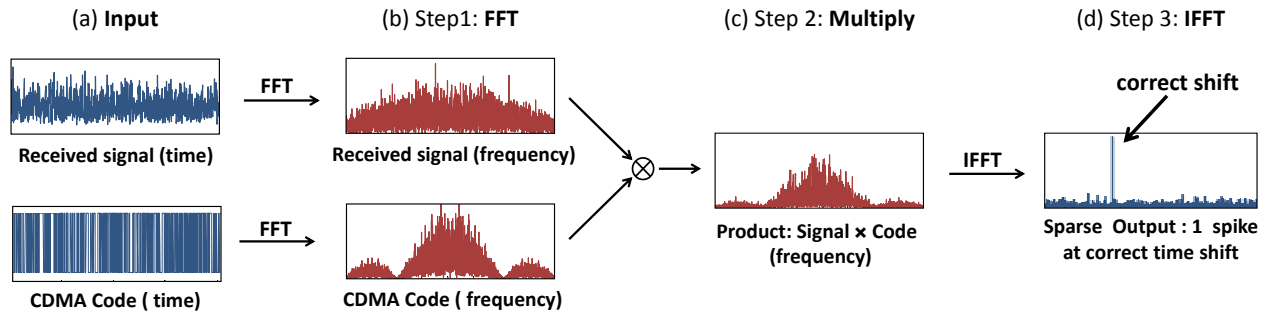 (a) Input
(b) Step1: FFT
(c) Step 2: Multiply
(d) Step 3: IFFT
FFT
correct shift
Received signal (time)
Received signal (frequency)
IFFT
FFT
Product: Signal × Code
(frequency)
Sparse Output : 1 spike
at correct time shift
CDMA Code ( time)
CDMA Code ( frequency)